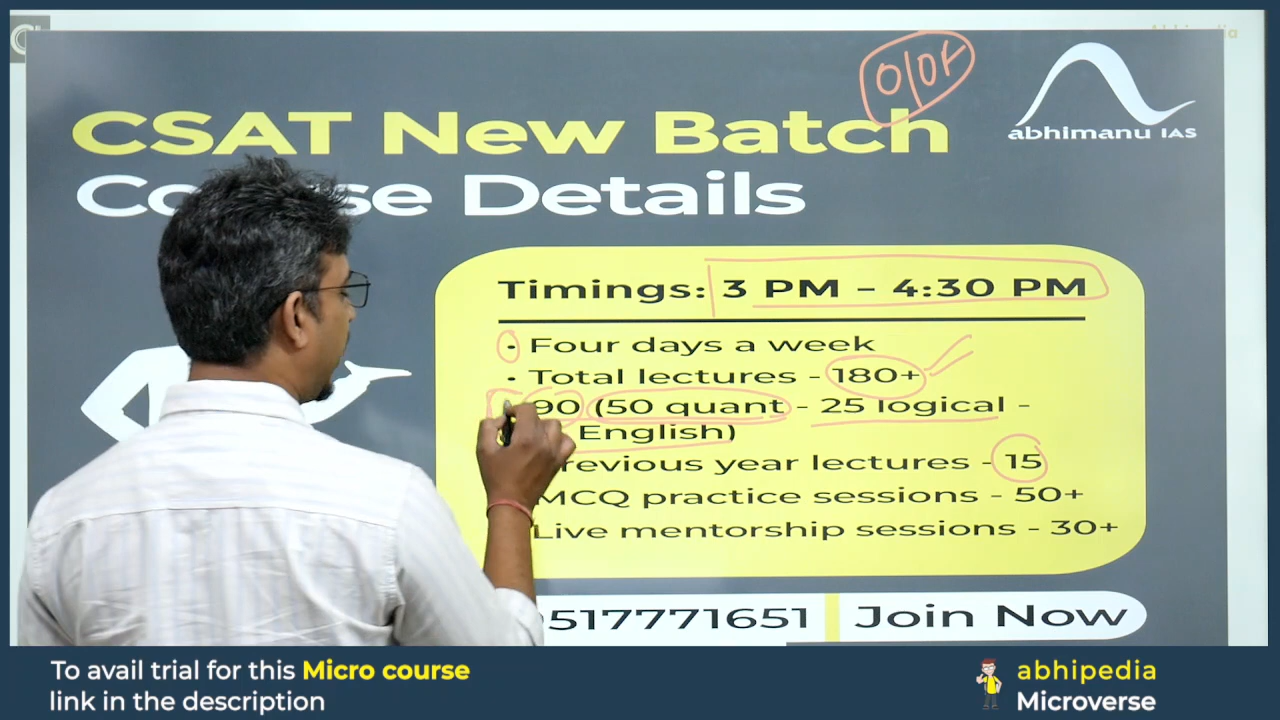 O/Of
CSAT New Batch
abhimanu IAS
Details
Timings: 3 PM – 4:30 PM
• Four days a week
• Total lectures - 180+
90 (50 quant - 25 logical -
English)
revious year lectures - 15
MCQ practice sessions - 50+
Live mentorship sessions - 30+
517771651
Join Now
To avail trial for this Micro course
link in the description
abhipedia
Microverse